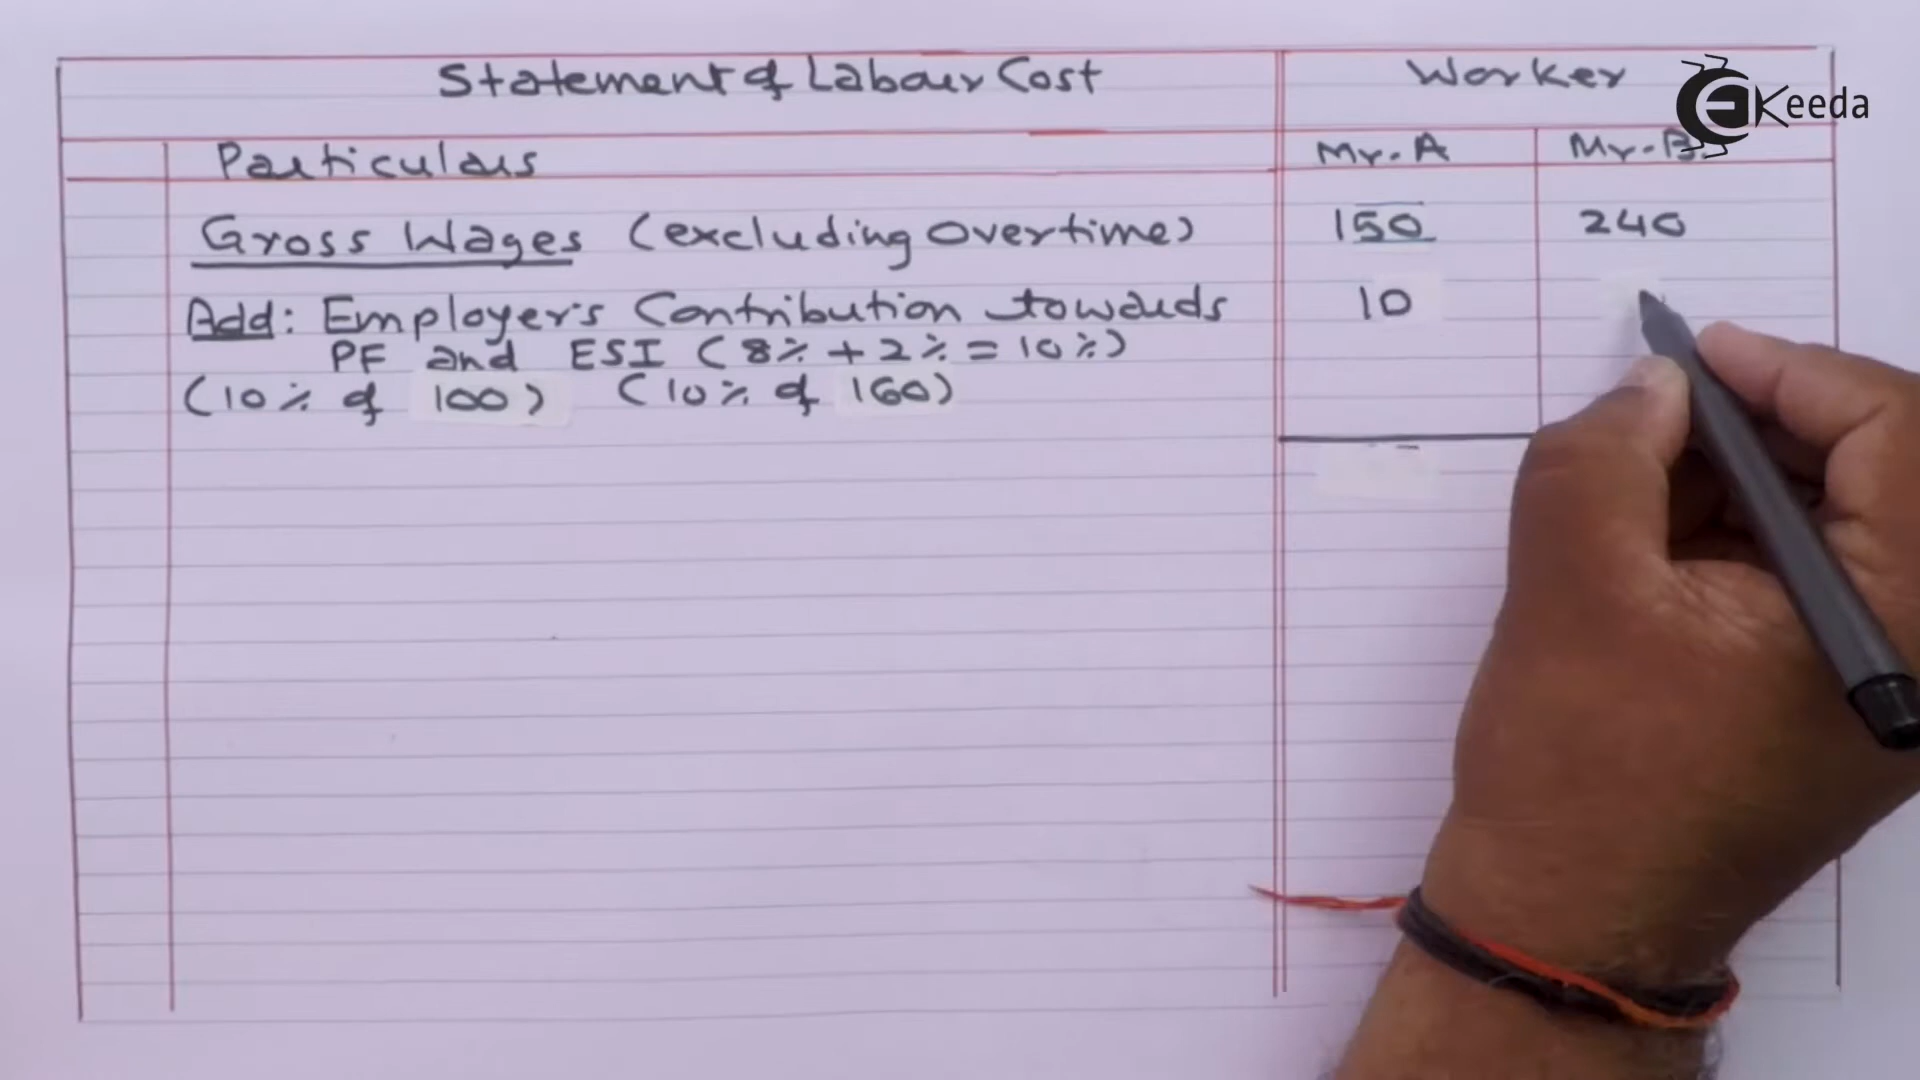 Statement of Labour Cost Worker
Keeda
Particulars Mr. A Mr. B.
Gross Wages (excluding overtime) 150 240
Add: Employer's Contribution towards 10
PF and ESI (8% + 2% = 10%)
(10% of 100) (10% of 160)